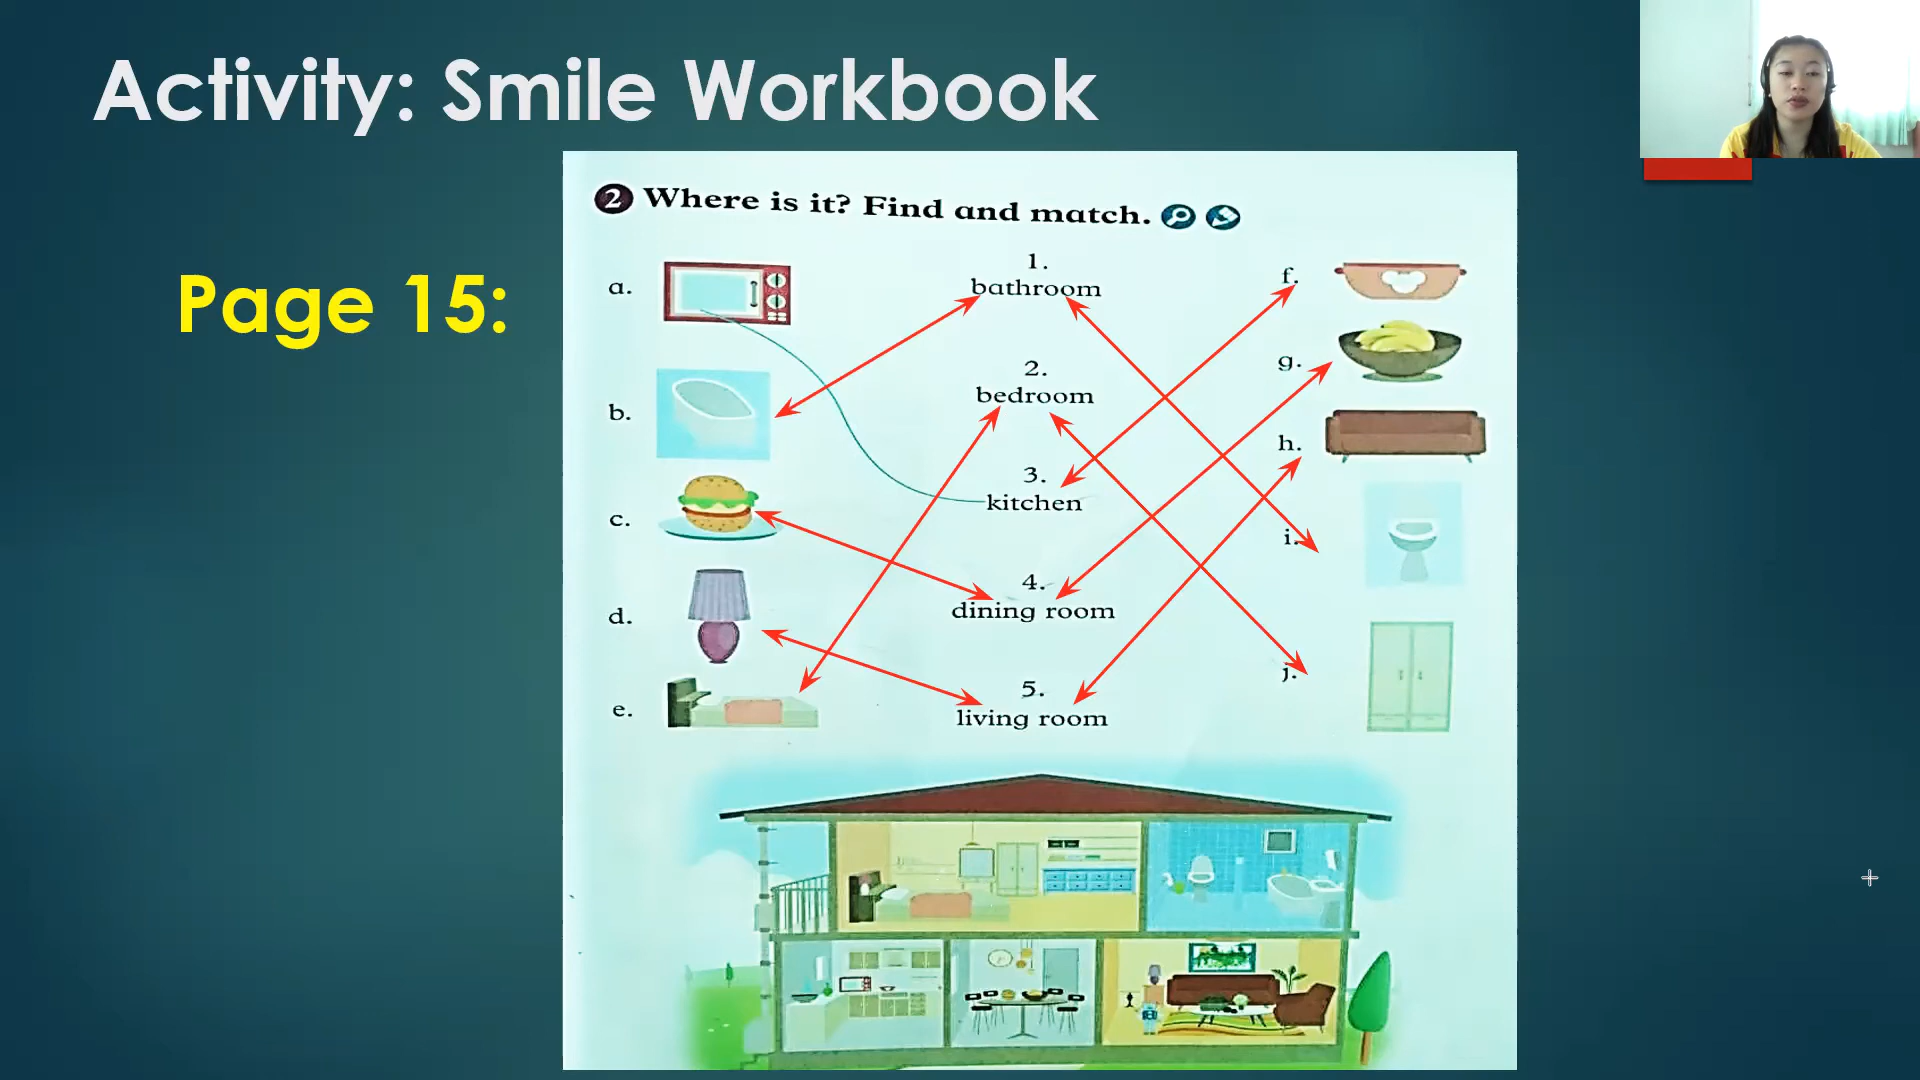 Activity: Smile Workbook
Page 15:
2 Where is it? Find and match.
a.
b.
c.
d.
e.
1.
bathroom
2.
bedroom
3.
kitchen
4.
dining room
5.
living room
f.
g.
h.
i.
j.